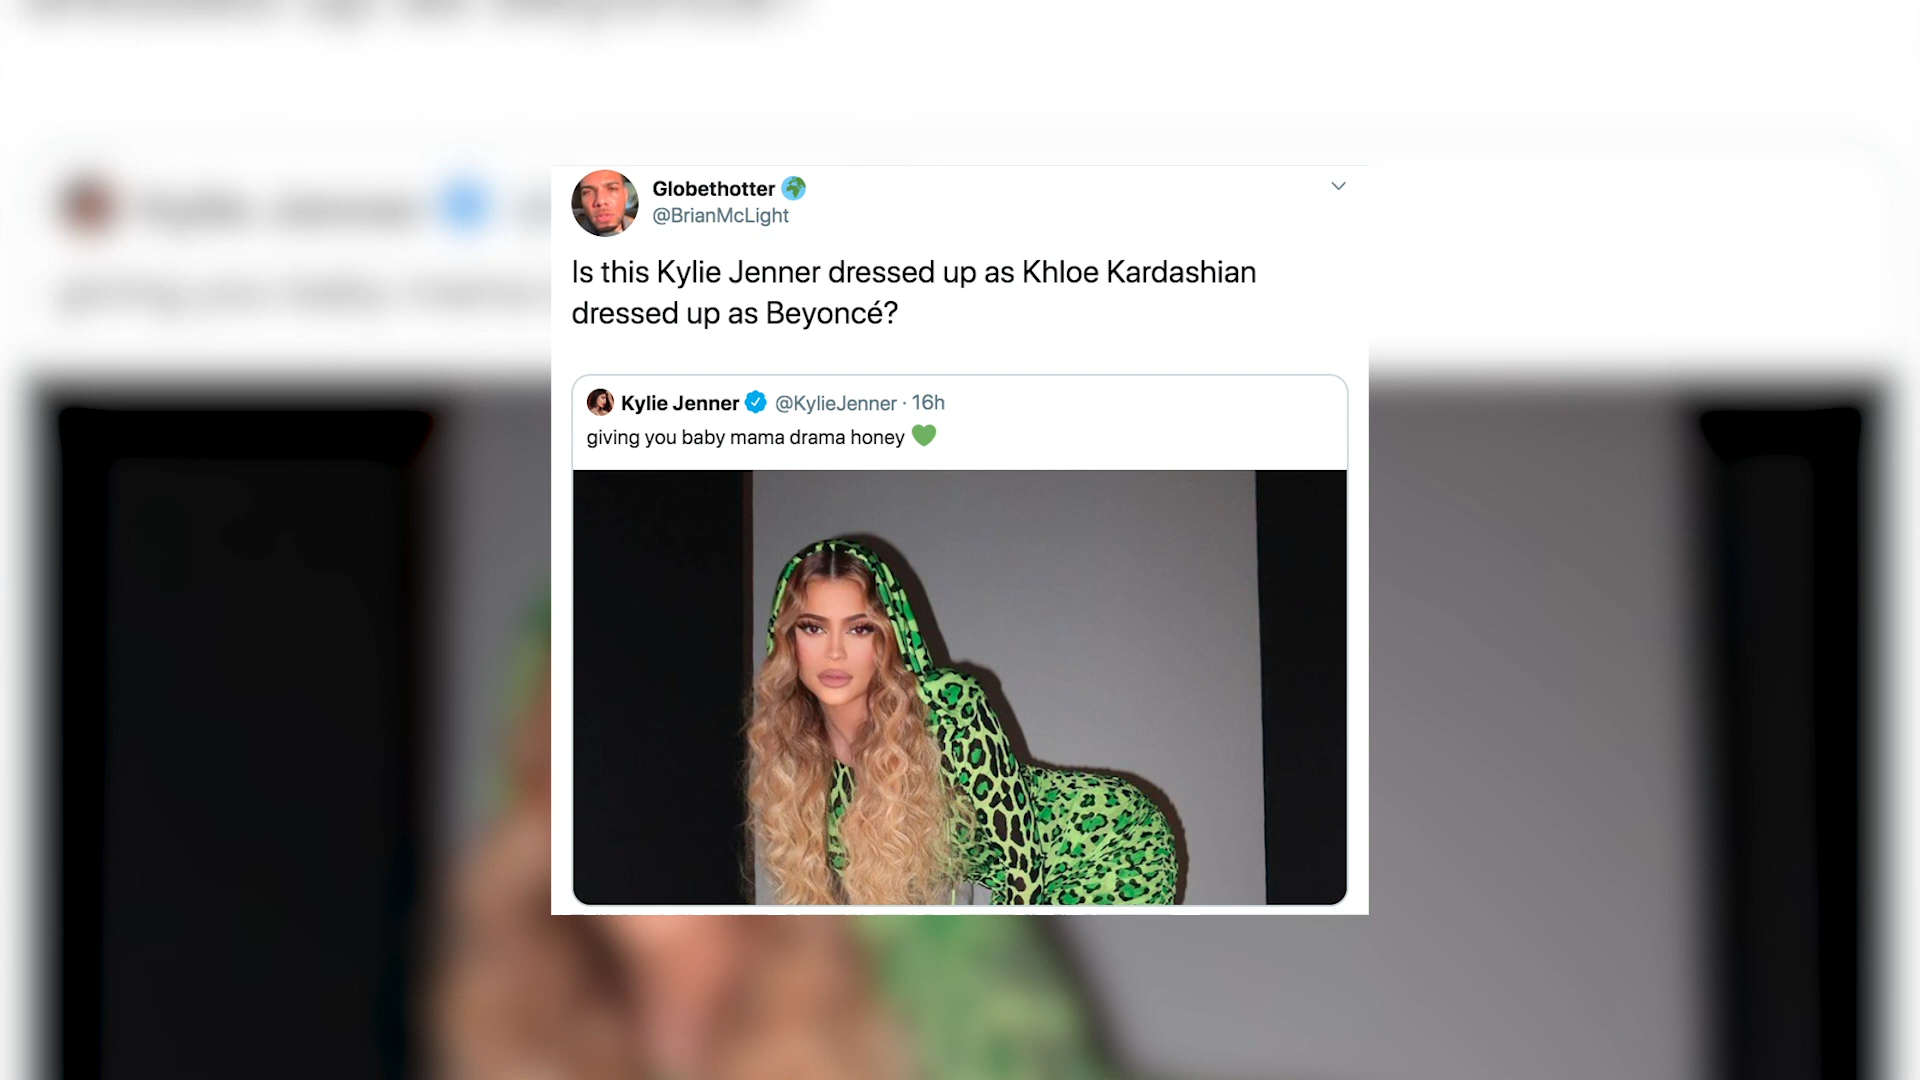 Globethotter 🌍
@BrianMcLight
Is this Kylie Jenner dressed up as Khloe Kardashian
dressed up as Beyoncé?
Kylie Jenner @KylieJenner · 16h
giving you baby mama drama honey 💚